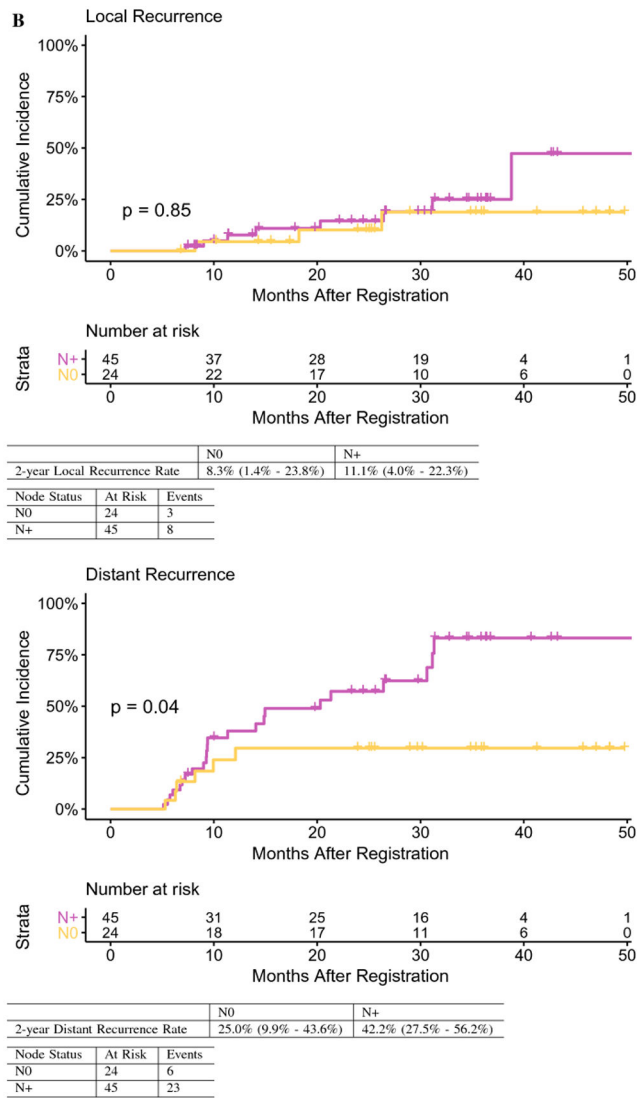 B
Local Recurrence
100%
75%
50%
25%
0%
Cumulative Incidence
p = 0.85
0 10 20 30 40 50
Months After Registration
Number at risk
Strata
N+ 45 37 28 19 4 1
N0 24 22 17 10 6 0
0 10 20 30 40 50
Months After Registration
N0 N+
2-year Local Recurrence Rate 8.3% (1.4% - 23.8%) 11.1% (4.0% - 22.3%)
Node Status At Risk Events
N0 24 3
N+ 45 8
Distant Recurrence
100%
75%
50%
25%
0%
Cumulative Incidence
p = 0.04
0 10 20 30 40 50
Months After Registration
Number at risk
Strata
N+ 45 31 25 16 4 1
N0 24 18 17 11 6 0
0 10 20 30 40 50
Months After Registration
N0 N+
2-year Distant Recurrence Rate 25.0% (9.9% - 43.6%) 42.2% (27.5% - 56.2%)
Node Status At Risk Events
N0 24 6
N+ 45 23